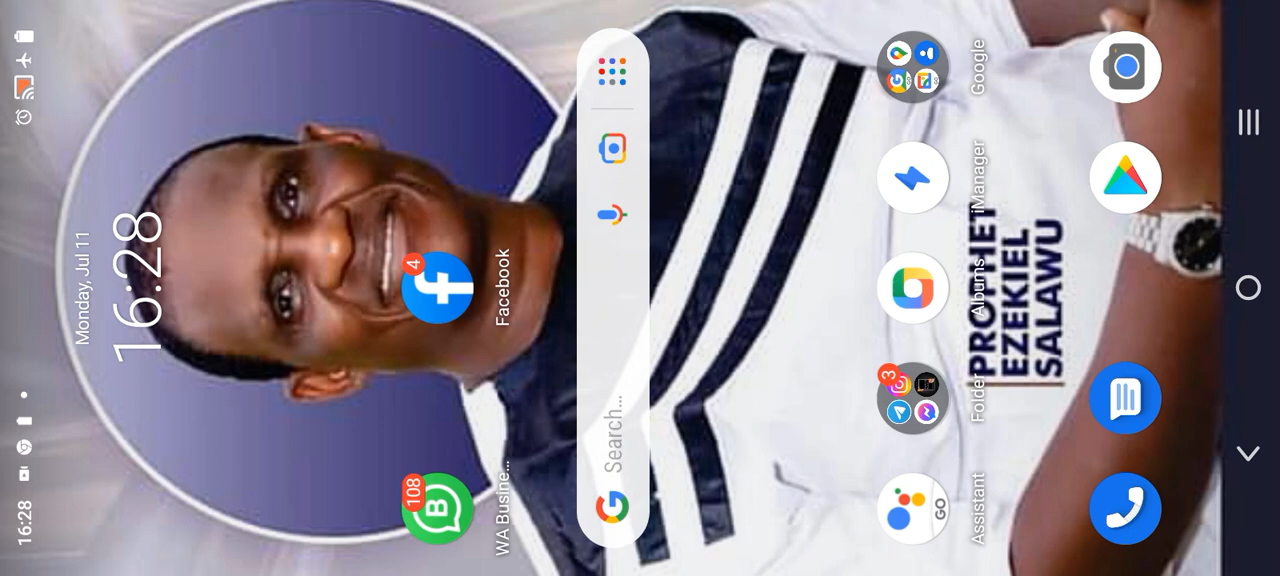 16:28
Monday, Jul 11
16:28
4
108
Facebook
WA Busine...
Search...
3
Google
iManager
Albums
Folder
Assistant
GO
PROPHET
EZEKIEL
SALAWU